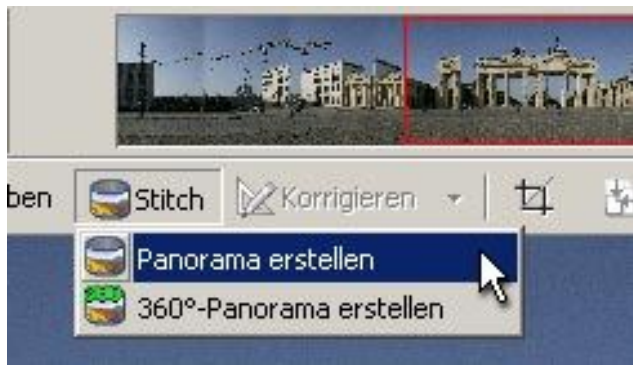 ben Stitch Korrigieren
Panorama erstellen
360°-Panorama erstellen